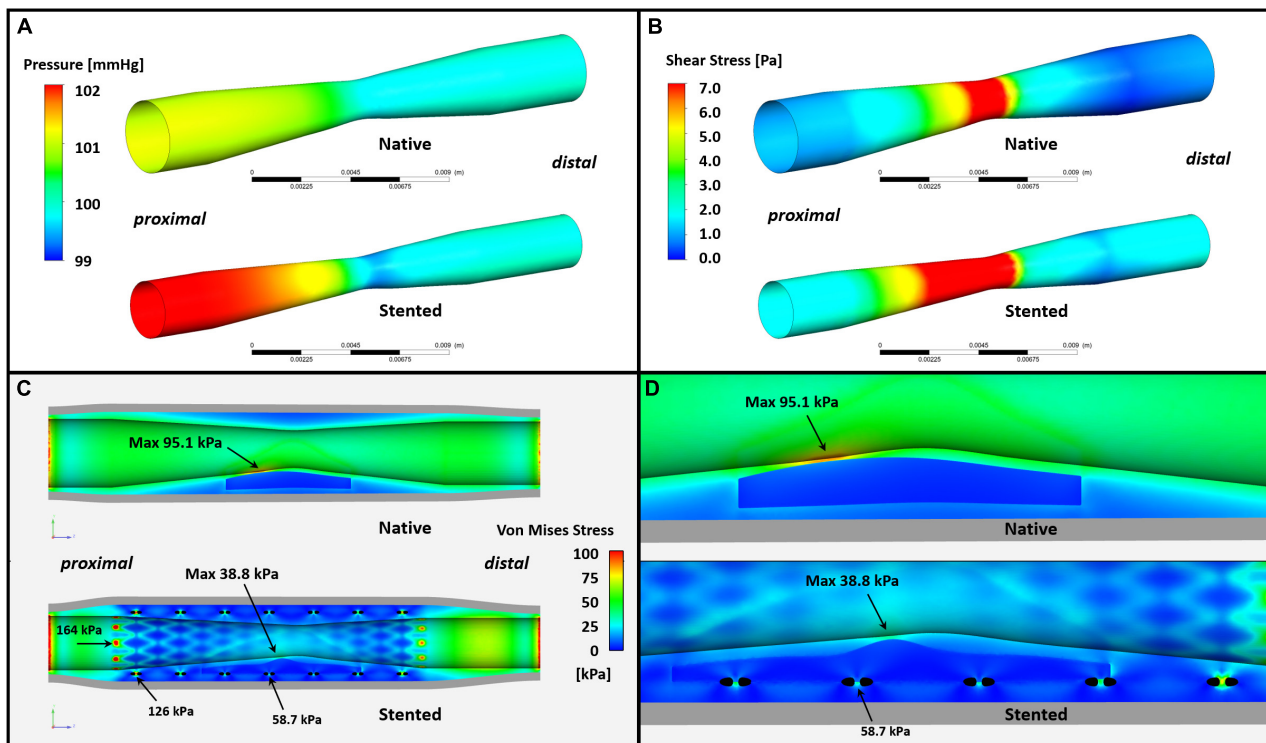 A
Pressure [mmHg]
102
101
100
99
Native
distal
0 0.0045 0.009 (m)
0.00225 0.00675
proximal
Stented
0 0.0045 0.009 (m)
0.00225 0.00675
B
Shear Stress [Pa]
7.0
6.0
5.0
4.0
3.0
2.0
1.0
0.0
Native
distal
0 0.0045 0.009 (m)
0.00225 0.00675
proximal
Stented
0 0.0045 0.009 (m)
0.00225 0.00675
C
Max 95.1 kPa
Native
Von Mises Stress
100
75
50
25
0
[kPa]
proximal
distal
Max 38.8 kPa
164 kPa
126 kPa
58.7 kPa
Stented
D
Max 95.1 kPa
Native
Max 38.8 kPa
58.7 kPa
Stented